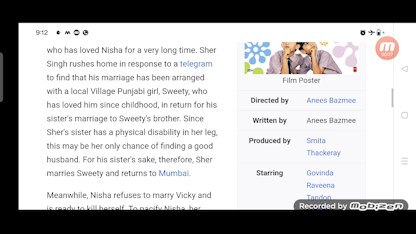 9:12
who has loved Nisha for a very long time. Sher
Singh rushes home in response to a telegram
to find that his marriage has been arranged
with a local Village Punjabi girl, Sweety, who
has loved him since childhood, in return for his
sister's marriage to Sweety's brother. Since
Sher's sister has a physical disability in her leg,
this may be her only chance of finding a good
husband. For his sister's sake, therefore, Sher
marries Sweety and returns to Mumbai.
Meanwhile, Nisha refuses to marry Vicky and
is ready to kill herself. To pacify Nisha, her
Film Poster
Directed by Anees Bazmee
Written by Anees Bazmee
Produced by Smita
Thackeray
Starring Govinda
Raveena
Tandon
Recorded by Mobizen